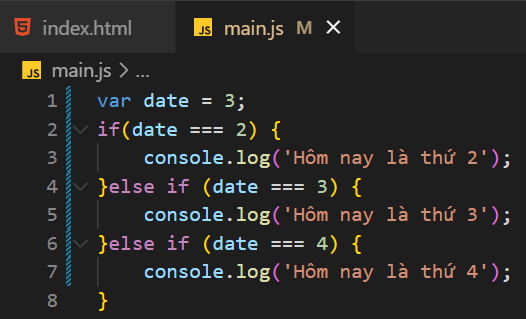 index.html main.js M
JS main.js > ...
1 var date = 3;
2 if(date === 2) {
3     console.log('Hôm nay là thứ 2');
4 }else if (date === 3) {
5     console.log('Hôm nay là thứ 3');
6 }else if (date === 4) {
7     console.log('Hôm nay là thứ 4');
8 }